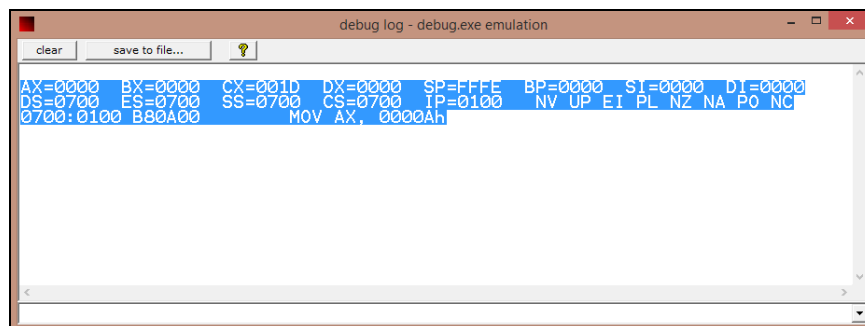 debug log - debug.exe emulation
clear save to file... ?
AX=0000 BX=0000 CX=001D DX=0000 SP=FFFE BP=0000 SI=0000 DI=0000
DS=0700 ES=0700 SS=0700 CS=0700 IP=0100 NV UP EI PL NZ NA PO NC
0700:0100 B80A00 MOV AX, 0000Ah